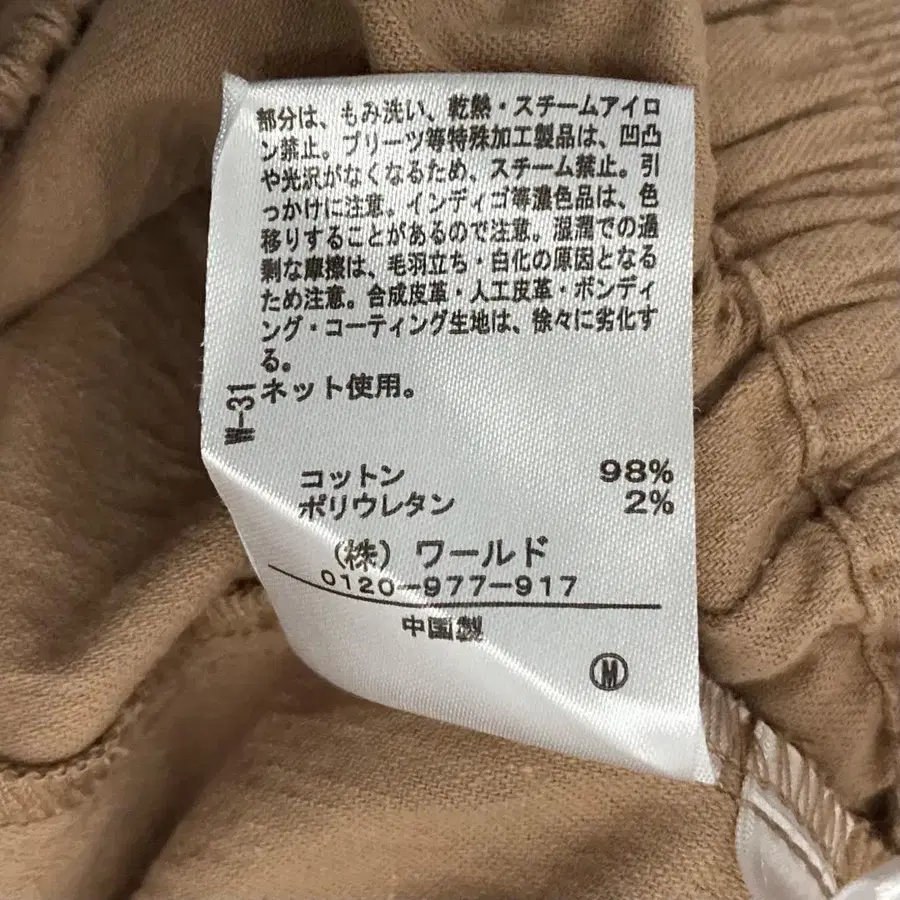 部分は、もみ洗い、乾熱・スチームアイロ
ン禁止。プリーツ等特殊加工製品は、凹凸
や光沢がなくなるため、スチーム禁止。引
っかけに注意。インディゴ等濃色品は、色
移りすることがあるので注意。湿潤での過
剰な摩擦は、毛羽立ち・白化の原因となる
ため注意。合成皮革・人工皮革・ボンディ
ング・コーティング生地は、徐々に劣化す
る。
ネット使用。
W-31
コットン 98%
ポリウレタン 2%
(株) ワールド
0120-977-917
中国製
M